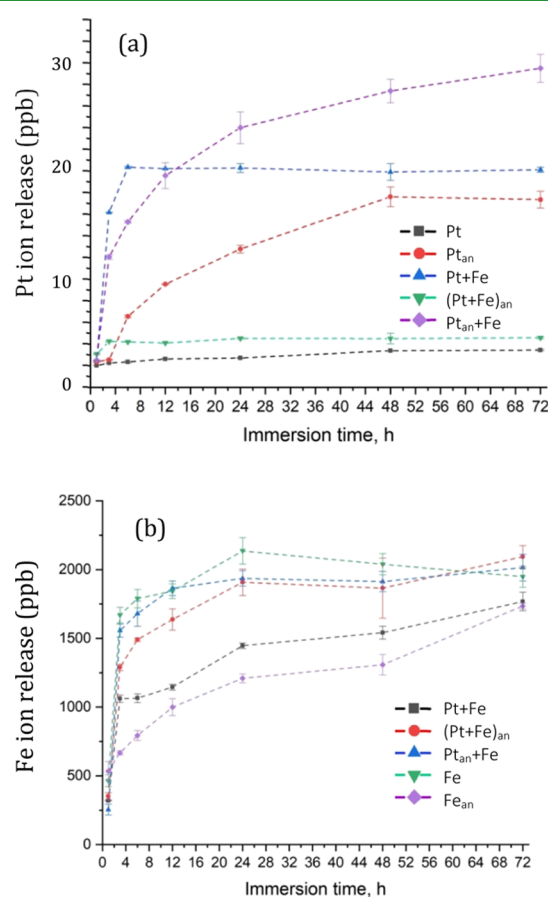 (a)
Pt ion release (ppb)
30
20
10
0
Pt
Ptan
Pt+Fe
(Pt+Fe)an
Ptan+Fe
0 4 8 12 16 20 24 28 32 36 40 44 48 52 56 60 64 68 72
Immersion time, h
(b)
Fe ion release (ppb)
2500
2000
1500
1000
500
0
Pt+Fe
(Pt+Fe)an
Ptan+Fe
Fe
Fean
0 4 8 12 16 20 24 28 32 36 40 44 48 52 56 60 64 68 72
Immersion time, h